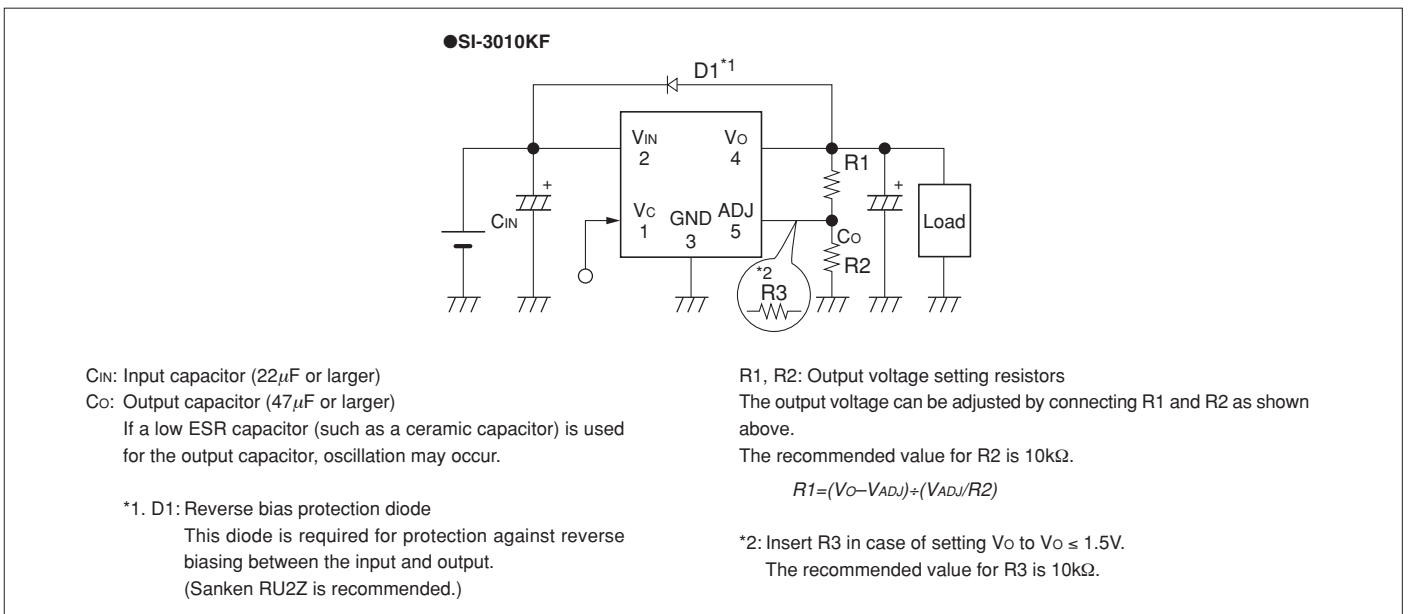 ●SI-3010KF
D1*1
VIN
2
VO
4
R1
+
+
CIN
VC
1
GND
3
ADJ
5
CO
Load
R2
*2
R3
CIN: Input capacitor (22μF or larger)
CO: Output capacitor (47μF or larger)
If a low ESR capacitor (such as a ceramic capacitor) is used
for the output capacitor, oscillation may occur.
*1. D1: Reverse bias protection diode
This diode is required for protection against reverse
biasing between the input and output.
(Sanken RU2Z is recommended.)
R1, R2: Output voltage setting resistors
The output voltage can be adjusted by connecting R1 and R2 as shown
above.
The recommended value for R2 is 10kΩ.
R1=(VO–VADJ)÷(VADJ/R2)
*2: Insert R3 in case of setting VO to VO ≤ 1.5V.
The recommended value for R3 is 10kΩ.